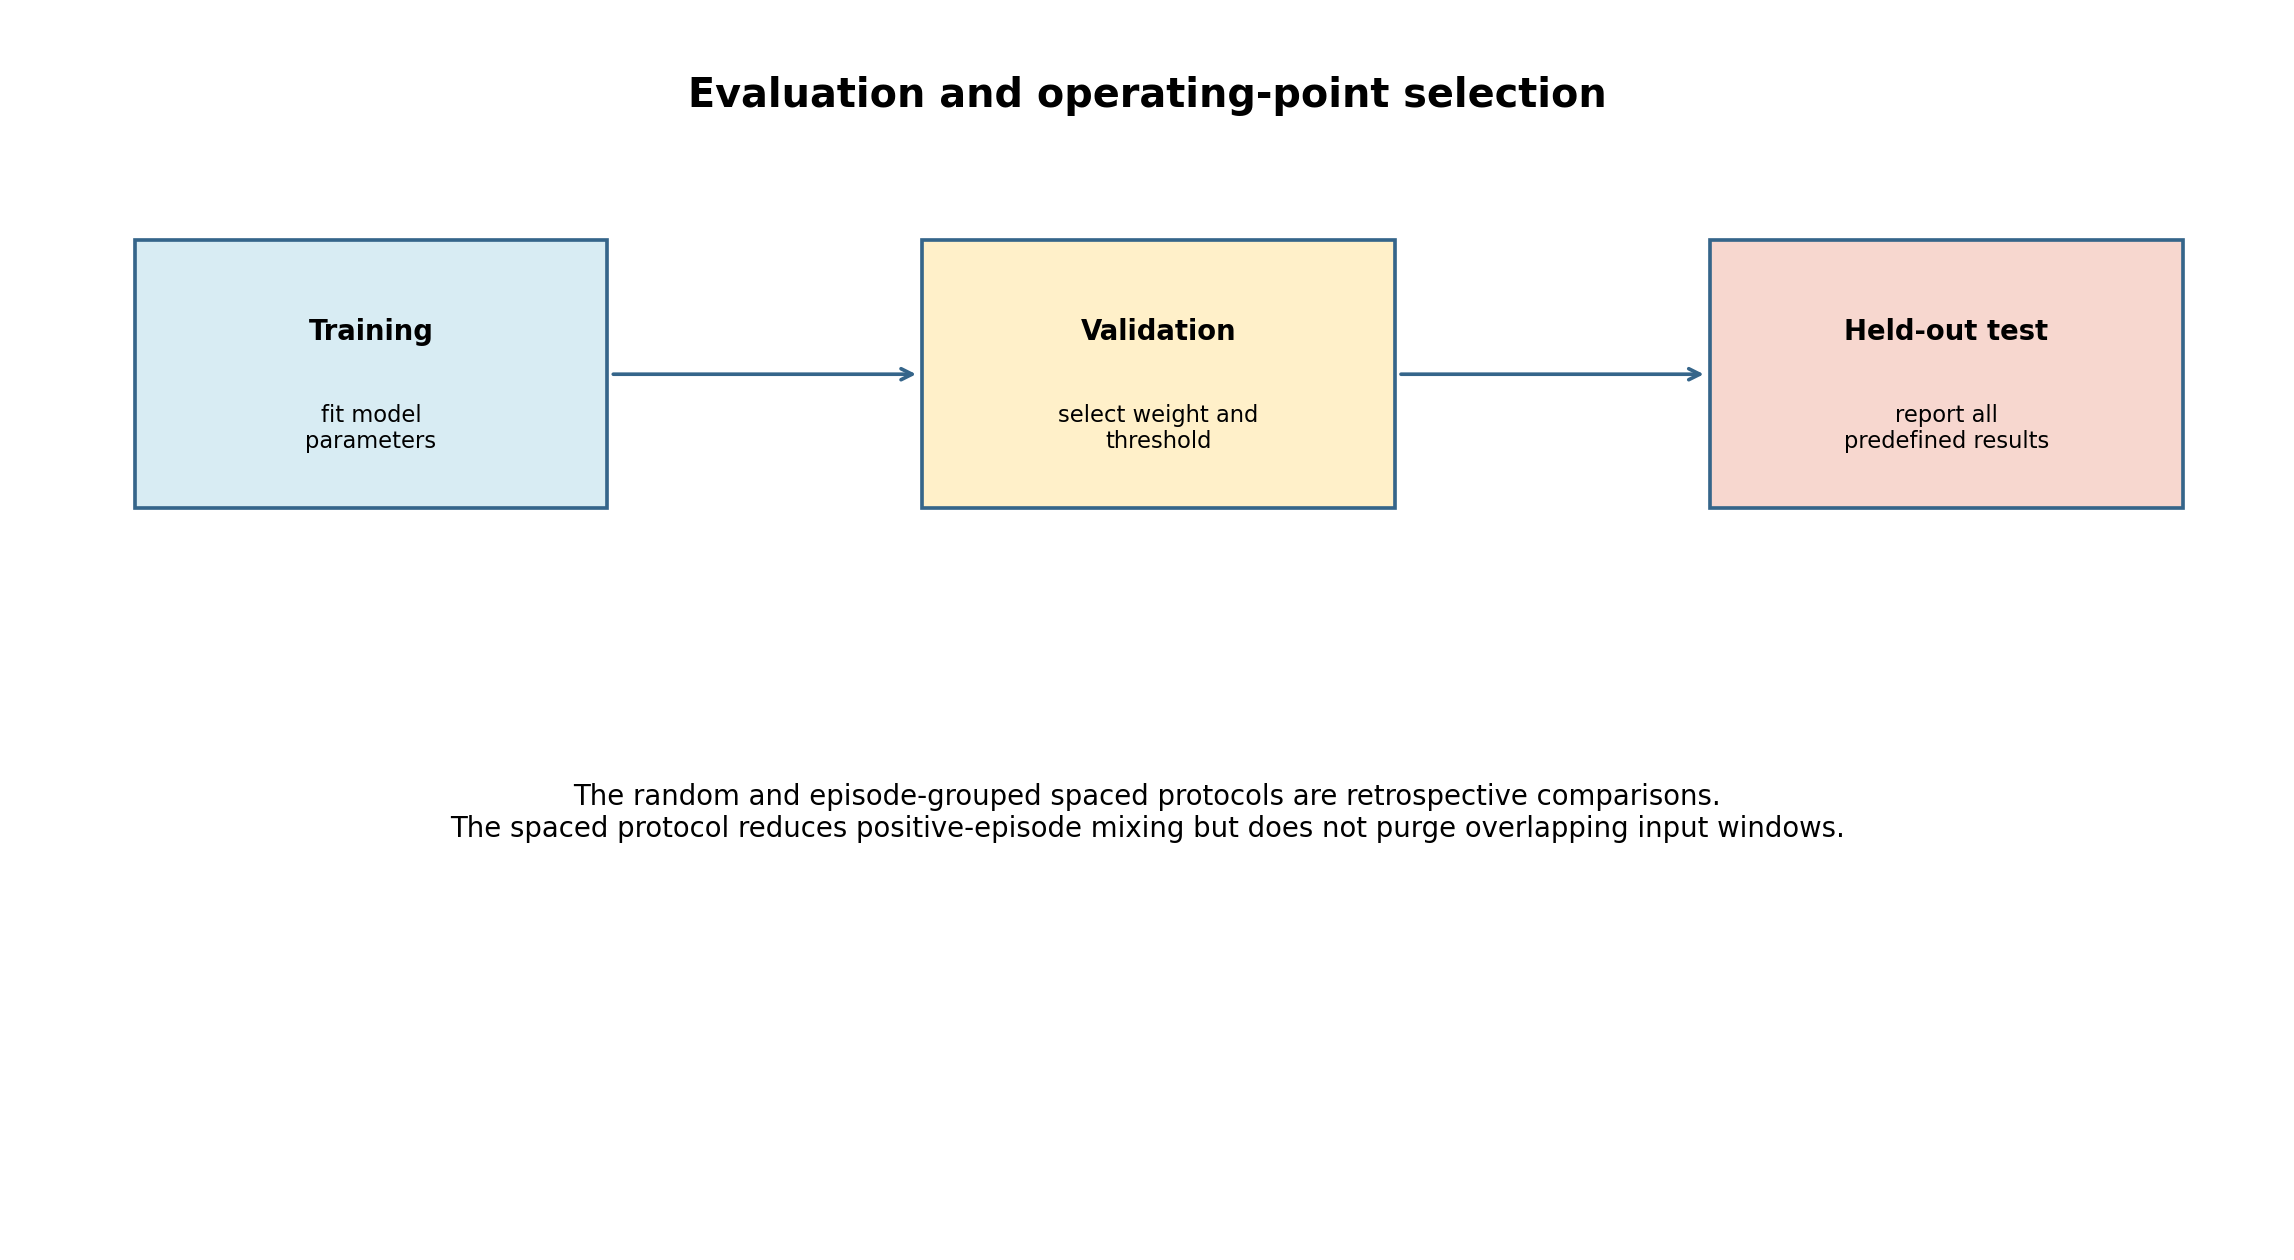 Evaluation and operating-point selection
Training
fit model
parameters
Validation
select weight and
threshold
Held-out test
report all
predefined results
The random and episode-grouped spaced protocols are retrospective comparisons.
The spaced protocol reduces positive-episode mixing but does not purge overlapping input windows.